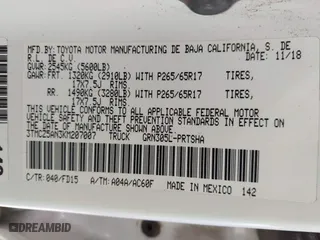 MFD.BY: TOYOTA MOTOR MANUFACTURING DE BAJA CALIFORNIA, S. DE
R.L. DE C.V. DATE: 11/18
GVWR: 2545KG (5600LB)
GAWR:FRT. 1320KG (2910LB) WITH P265/65R17 TIRES,
17X7.5J RIMS
RR. 1490KG (3280LB) WITH P265/65R17 TIRES,
17X7.5J RIMS
THIS VEHICLE CONFORMS TO ALL APPLICABLE FEDERAL MOTOR
VEHICLE SAFETY AND THEFT PREVENTION STANDARDS IN
EFFECT ON THE DATE OF MANUFACTURE SHOWN ABOVE.
TRUCK GRN305L-PRTSHA
C/TR: 040/FD15 A/TM: A04A/AC60F MADE IN MEXICO 142